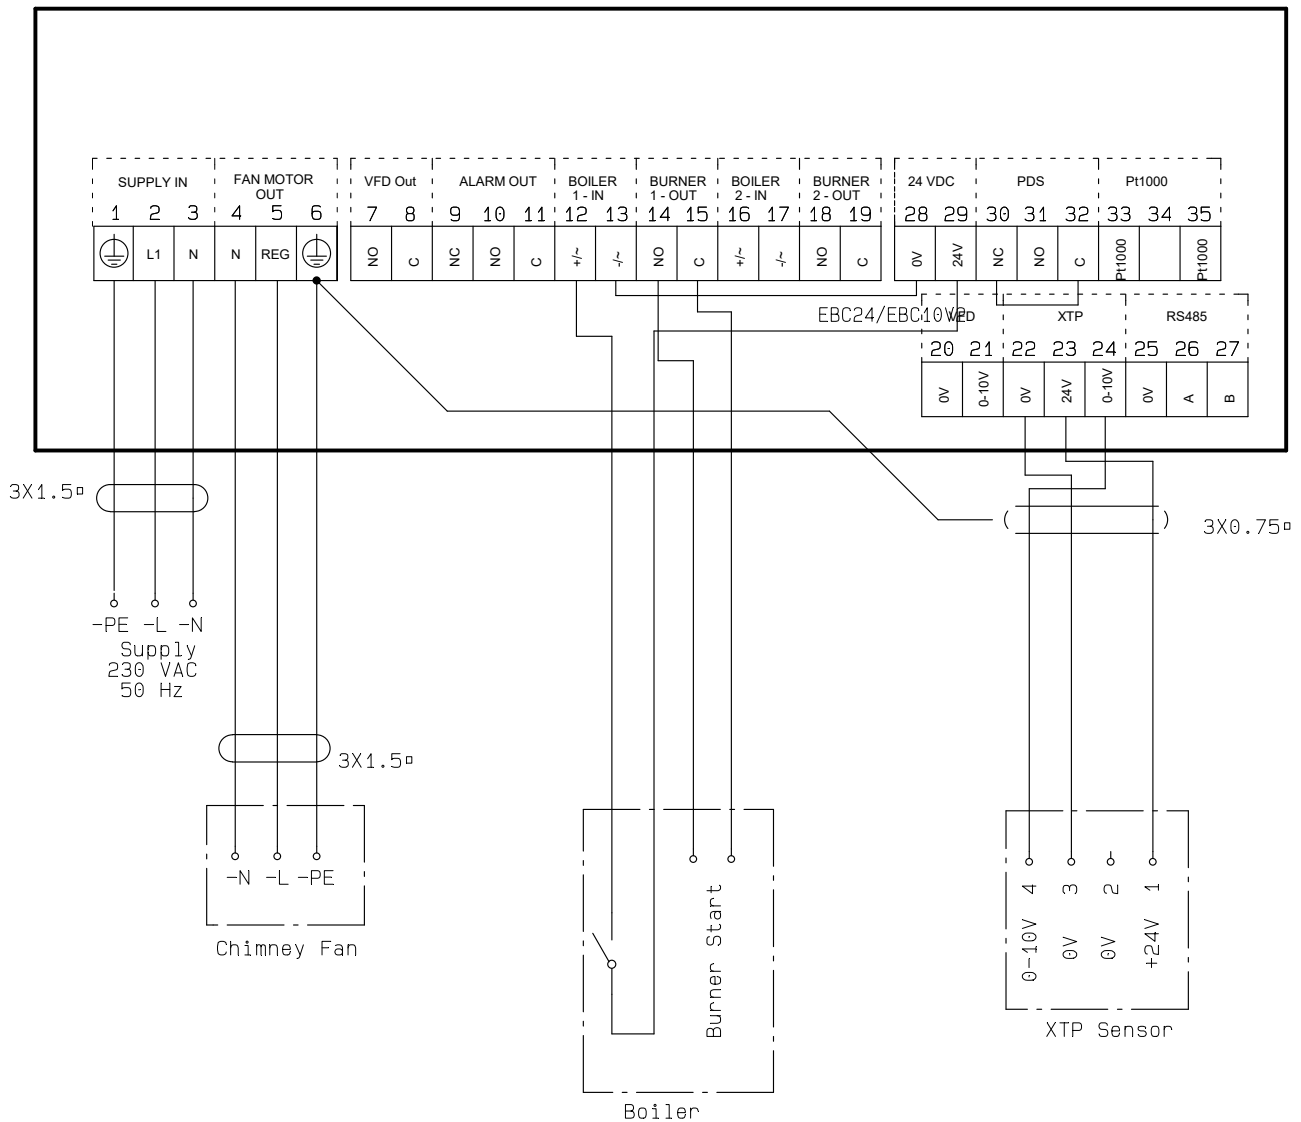 SUPPLY IN
FAN MOTOR
OUT
VFD Out
ALARM OUT
BOILER
1 - IN
BURNER
1 - OUT
BOILER
2 - IN
BURNER
2 - OUT
24 VDC
PDS
Pt1000
1 2 3 4 5 6 7 8 9 10 11 12 13 14 15 16 17 18 19 28 29 30 31 32 33 34 35
L1 N N REG NO C NC NO C +/~ -/~ NO C +/~ -/~ NO C 0V 24V NC NO C Pt1000 Pt1000
EBC24/EBC10V2
VFD
XTP
RS485
20 21 22 23 24 25 26 27
0V 0-10V 0V 24V 0-10V 0V A B
3X1.5▫
3X0.75▫
-PE -L -N
Supply
230 VAC
50 Hz
3X1.5▫
-N -L -PE
Chimney Fan
Burner Start
Boiler
4 3 2 1
0-10V 0V 0V +24V
XTP Sensor